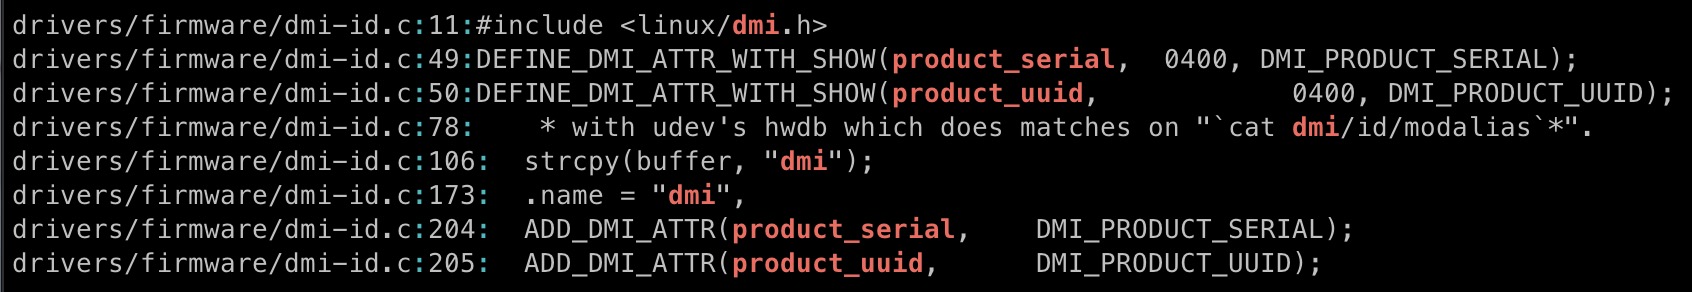 drivers/firmware/dmi-id.c:11:#include <linux/dmi.h>
drivers/firmware/dmi-id.c:49:DEFINE_DMI_ATTR_WITH_SHOW(product_serial,  0400, DMI_PRODUCT_SERIAL);
drivers/firmware/dmi-id.c:50:DEFINE_DMI_ATTR_WITH_SHOW(product_uuid,            0400, DMI_PRODUCT_UUID);
drivers/firmware/dmi-id.c:78:    * with udev's hwdb which does matches on "`cat dmi/id/modalias`*".
drivers/firmware/dmi-id.c:106:  strcpy(buffer, "dmi");
drivers/firmware/dmi-id.c:173:  .name = "dmi",
drivers/firmware/dmi-id.c:204:  ADD_DMI_ATTR(product_serial,    DMI_PRODUCT_SERIAL);
drivers/firmware/dmi-id.c:205:  ADD_DMI_ATTR(product_uuid,      DMI_PRODUCT_UUID);